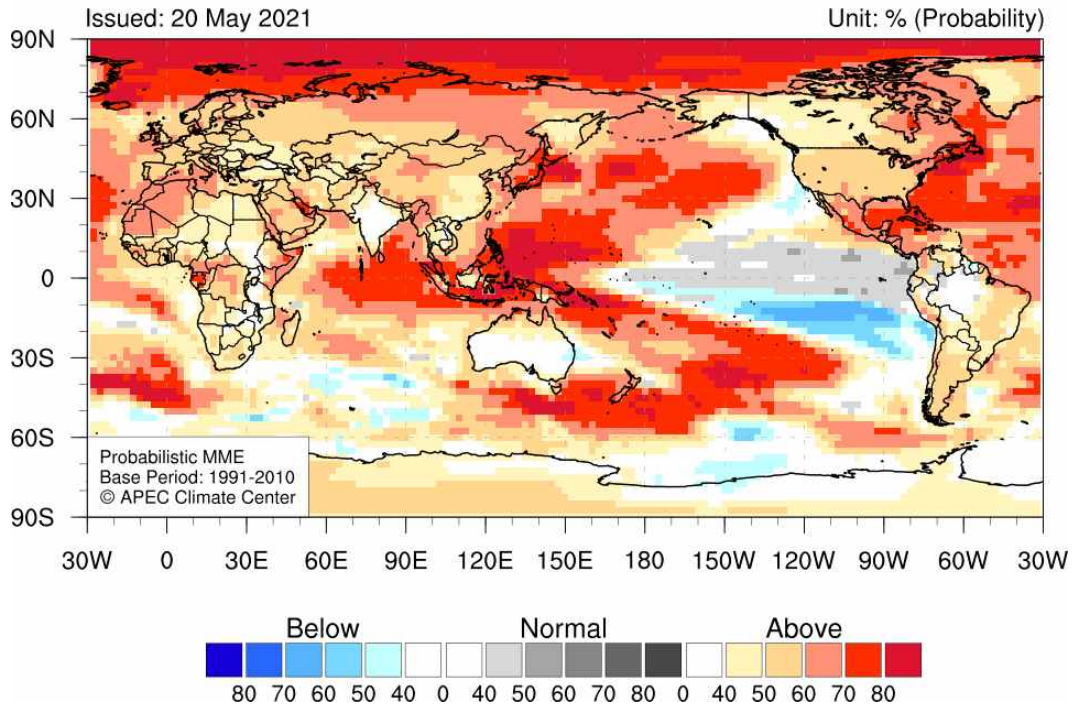 Issued: 20 May 2021 Unit: % (Probability)
90N
60N
30N
0
30S
60S
90S
Probabilistic MME
Base Period: 1991-2010
© APEC Climate Center
30W 0 30E 60E 90E 120E 150E 180 150W 120W 90W 60W 30W
Below Normal Above
80 70 60 50 40 0 40 50 60 70 80 0 40 50 60 70 80